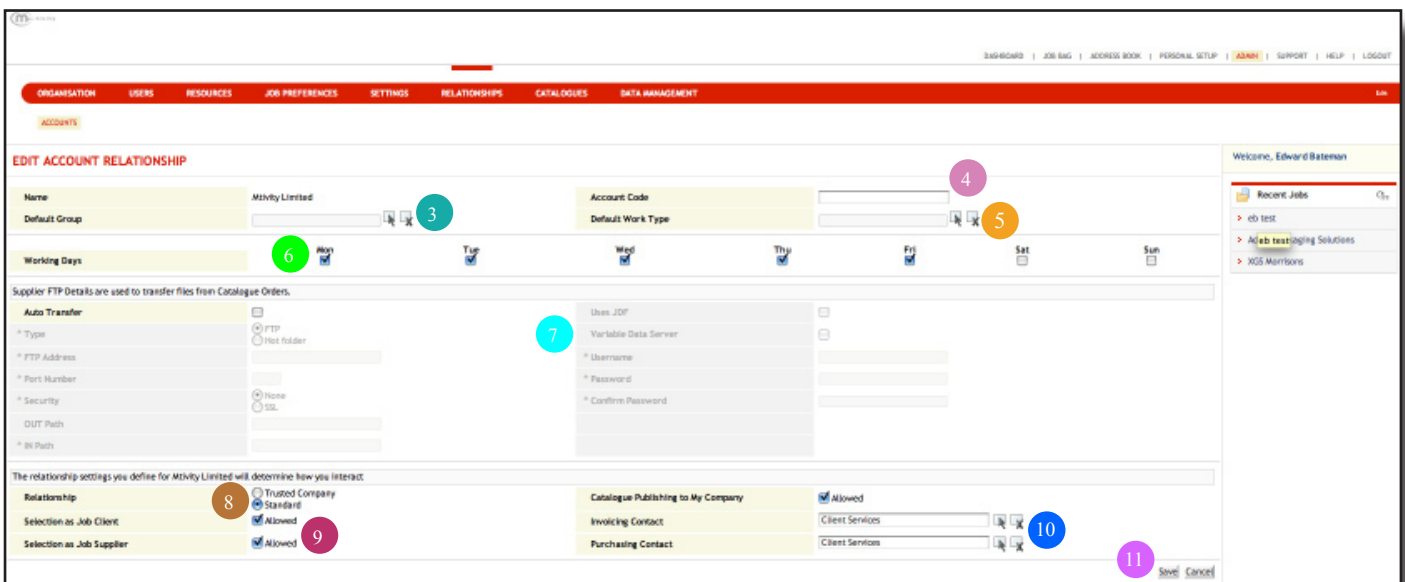 DASHBOARD | JOB BAG | ADDRESS BOOK | PERSONAL SETUP | ADMIN | SUPPORT | HELP | LOGOUT
ORGANISATION USERS RESOURCES JOB PREFERENCES SETTINGS RELATIONSHIPS CATALOGUES DATA MANAGEMENT
ACCOUNTS
EDIT ACCOUNT RELATIONSHIP
Welcome, Edward Bateman
4
Name Mtivity Limited Account Code
Recent Jobs
Default Group 3 Default Work Type 5
> eb test
Mon Tue Wed Thu Fri Sat Sun
6
Working Days
> Ad eb test aging Solutions
> XGS Morrisons
Supplier FTP Details are used to transfer files from Catalogue Orders.
Auto Transfer Uses JDF
* Type FTP 7 Variable Data Server
Hot folder
* FTP Address * Username
* Port Number * Password
* Security None * Confirm Password
SSL
OUT Path
* IN Path
The relationship settings you define for Mtivity Limited will determine how you interact
Relationship 8 Trusted Company Catalogue Publishing to My Company Allowed
Standard
Selection as Job Client Allowed Invoicing Contact Client Services
9 10
Selection as Job Supplier Allowed Purchasing Contact Client Services
11
Save Cancel